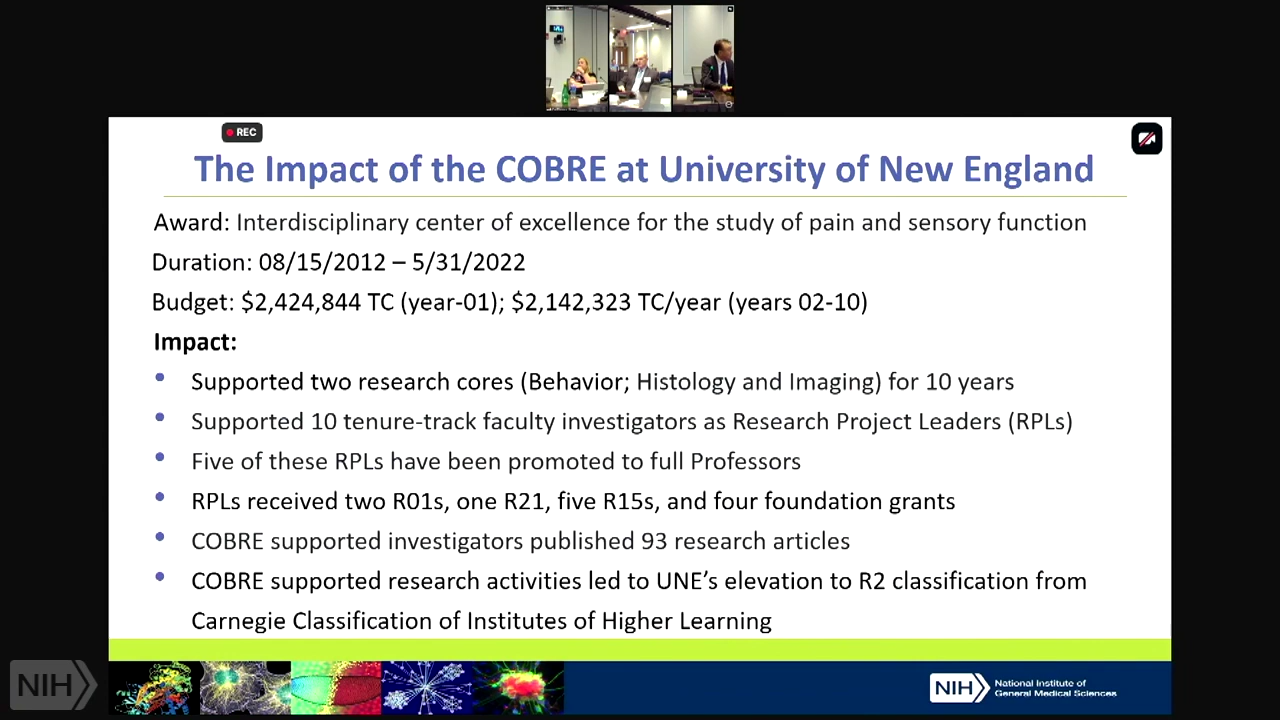 REC
The Impact of the COBRE at University of New England
Award: Interdisciplinary center of excellence for the study of pain and sensory function
Duration: 08/15/2012 – 5/31/2022
Budget: $2,424,844 TC (year-01); $2,142,323 TC/year (years 02-10)
Impact:
• Supported two research cores (Behavior; Histology and Imaging) for 10 years
• Supported 10 tenure-track faculty investigators as Research Project Leaders (RPLs)
• Five of these RPLs have been promoted to full Professors
• RPLs received two R01s, one R21, five R15s, and four foundation grants
• COBRE supported investigators published 93 research articles
• COBRE supported research activities led to UNE’s elevation to R2 classification from
Carnegie Classification of Institutes of Higher Learning
NIH
NIH
National Institute of
General Medical Sciences